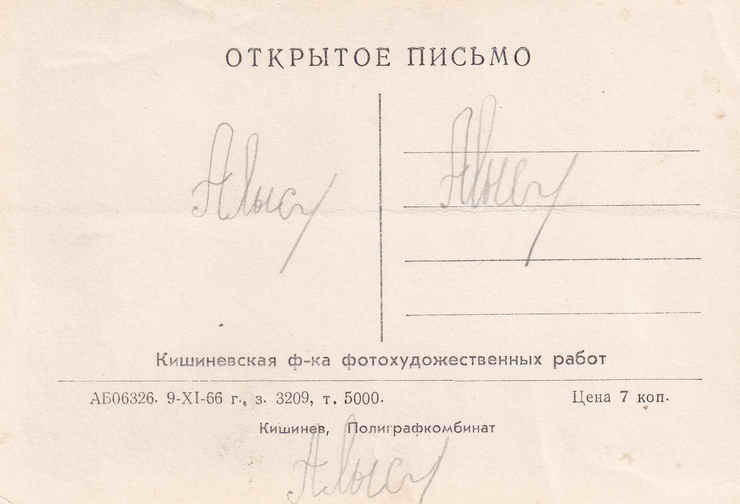 ОТКРЫТОЕ ПИСЬМО
Кишиневская ф-ка фотохудожественных работ
АБ06326. 9-XI-66 г., з. 3209, т. 5000. Цена 7 коп.
Кишинев, Полиграфкомбинат